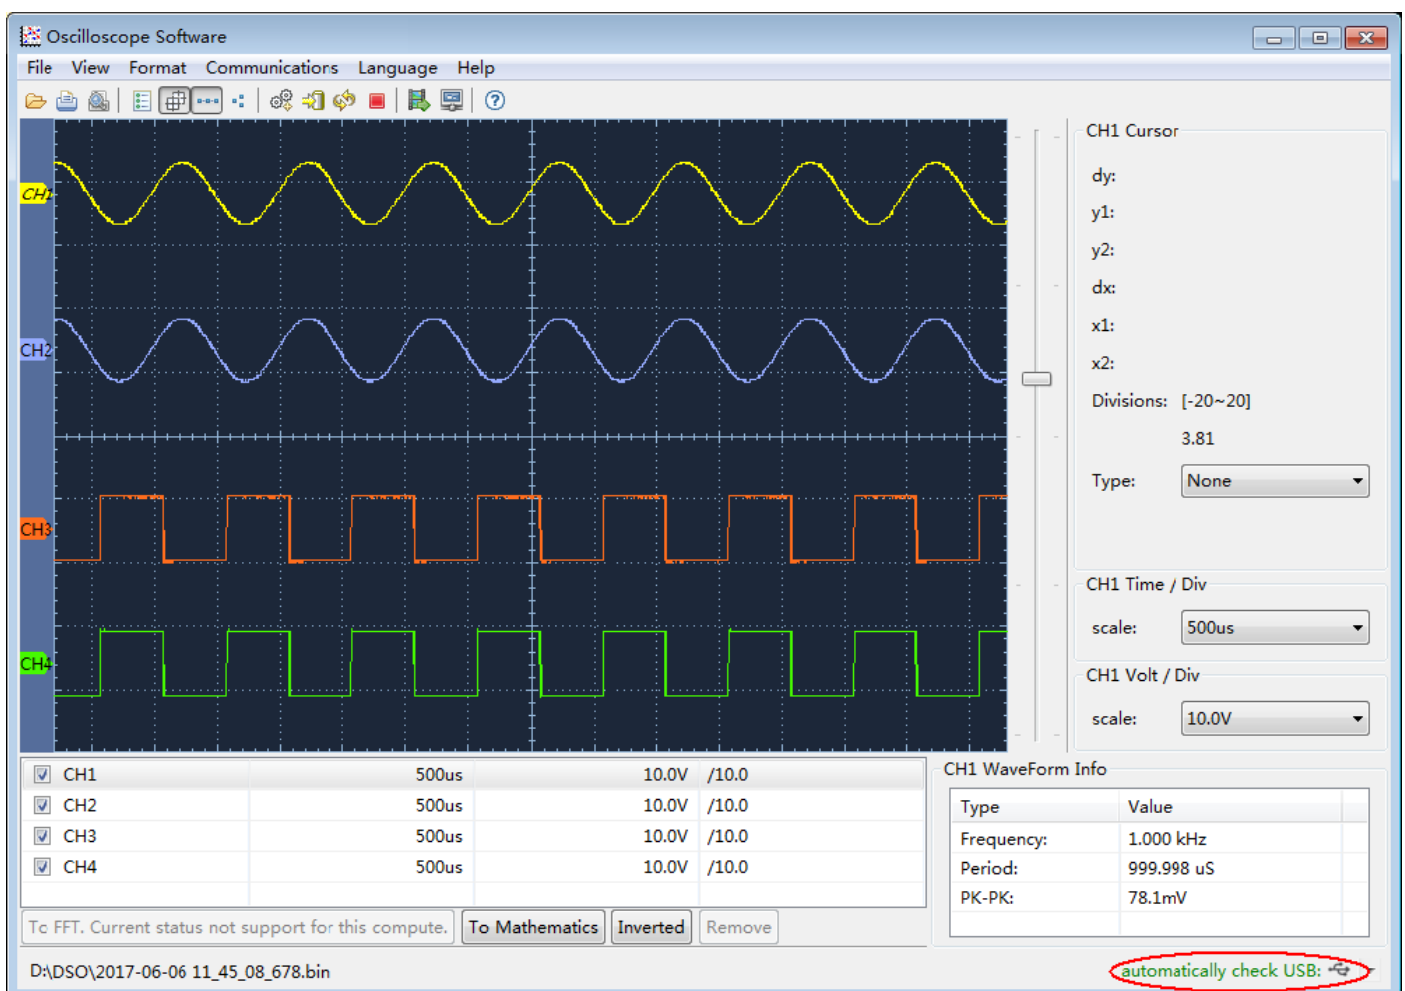 Oscilloscope Software
File View Format Communications Language Help
CH1 Cursor
dy:
CH1
y1:
y2:
dx:
x1:
CH2
x2:
Divisions: [-20~20]
3.81
Type: None
CH3
CH1 Time / Div
scale: 500us
CH4
CH1 Volt / Div
scale: 10.0V
CH1 500us 10.0V /10.0
CH2 500us 10.0V /10.0
CH3 500us 10.0V /10.0
CH4 500us 10.0V /10.0
CH1 WaveForm Info
Type Value
Frequency: 1.000 kHz
Period: 999.998 uS
PK-PK: 78.1mV
To FFT. Current status not support for this compute. To Mathematics Inverted Remove
D:\DSO\2017-06-06 11_45_08_678.bin
automatically check USB: